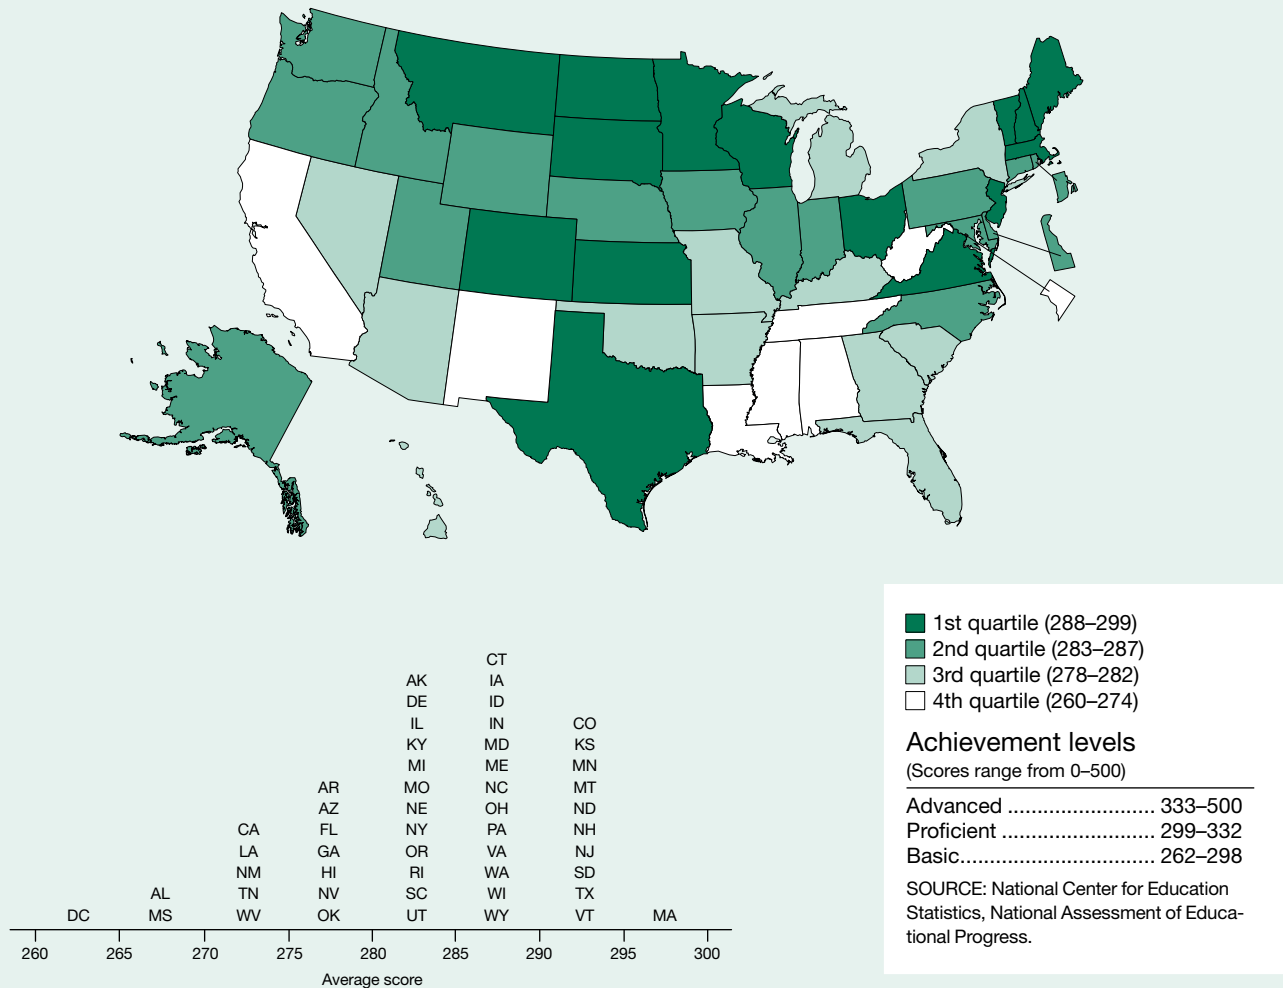 1st quartile (288–299)
2nd quartile (283–287)
3rd quartile (278–282)
4th quartile (260–274)
Achievement levels
(Scores range from 0–500)
Advanced ......................... 333–500
Proficient .......................... 299–332
Basic................................. 262–298
SOURCE: National Center for Education
Statistics, National Assessment of Educa-
tional Progress.
CT
AK IA
DE ID
IL IN CO
KY MD KS
MI ME MN
AR MO NC MT
AZ NE OH ND
CA FL NY PA NH
LA GA OR VA NJ
NM HI RI WA SD
AL TN NV SC WI TX
DC MS WV OK UT WY VT MA
260 265 270 275 280 285 290 295 300
Average score